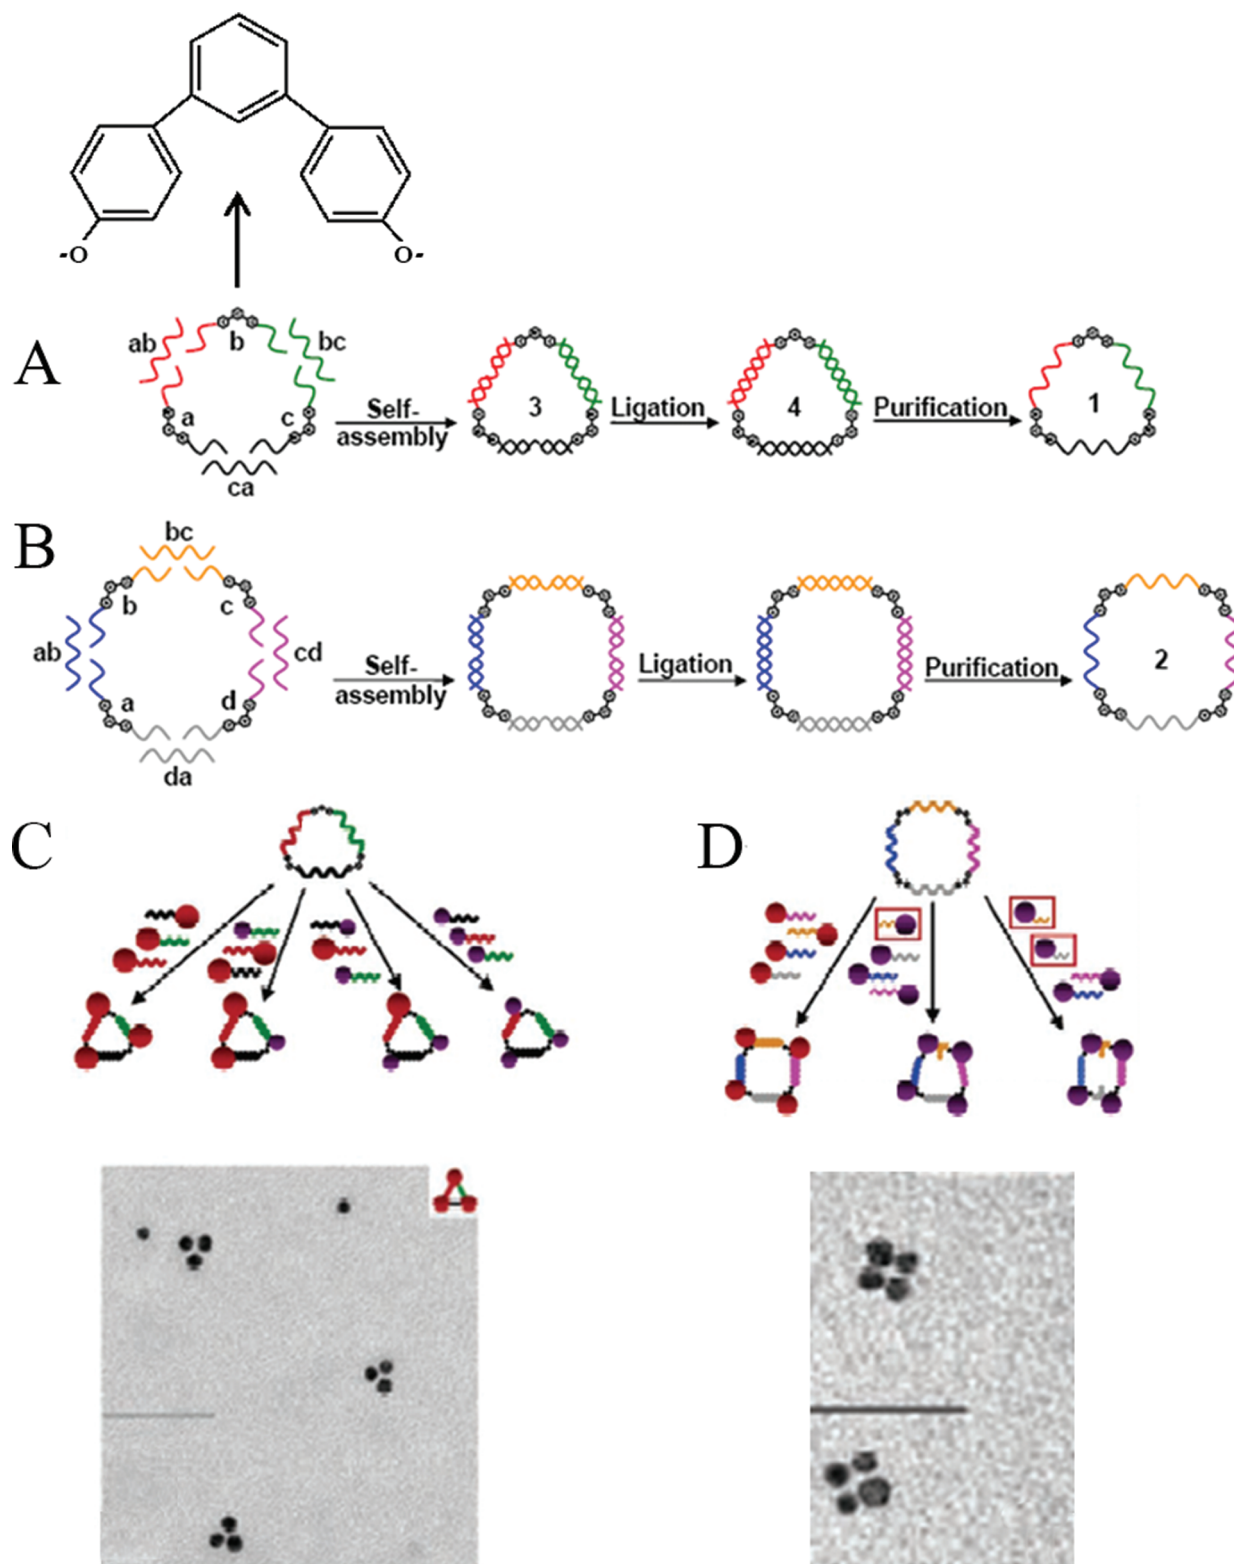 -O
O-
A
ab
b
bc
a
c
ca
Self-
assembly
3
Ligation
4
Purification
1
B
bc
b
c
ab
cd
a
d
da
Self-
assembly
Ligation
Purification
2
C
D